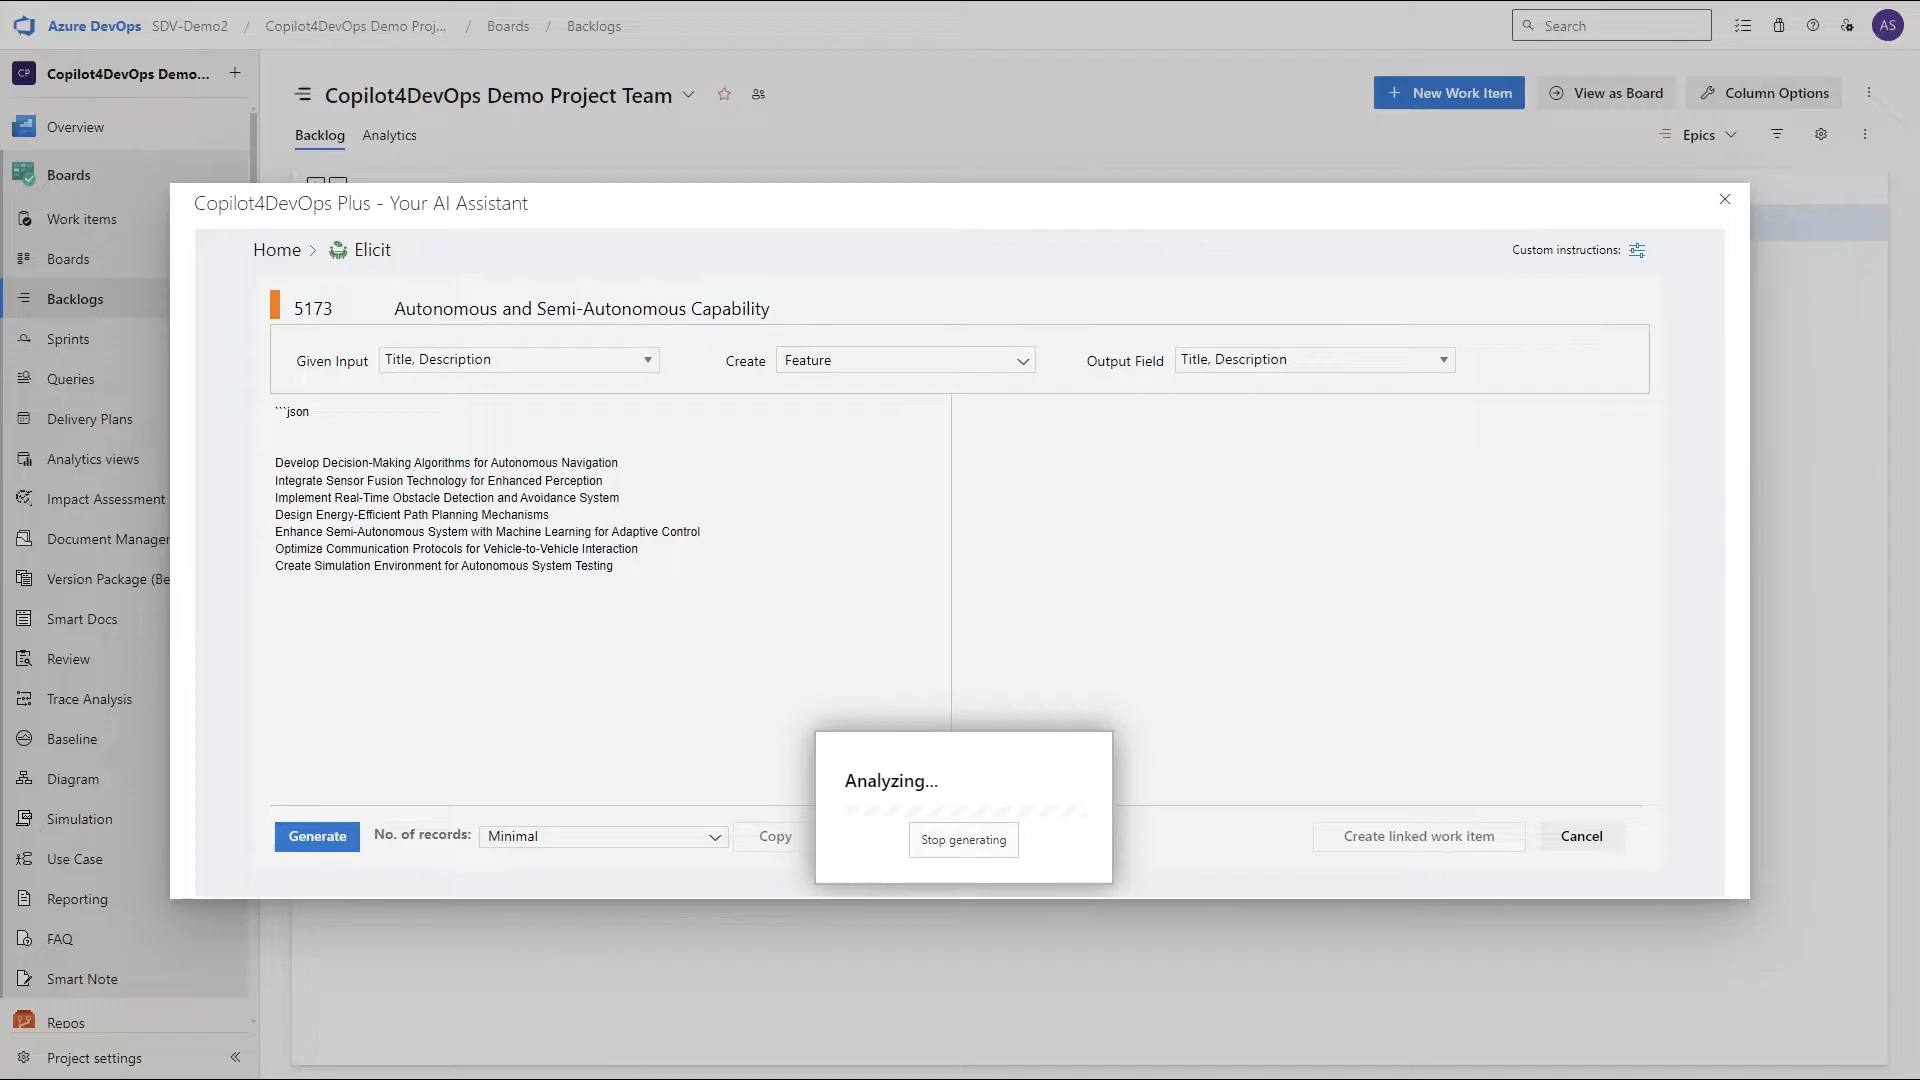 Azure DevOps SDV-Demo2 / Copilot4DevOps Demo Proj... / Boards / Backlogs
Search
AS
CP Copilot4DevOps Demo... +
Overview
Boards
Work items
Boards
Backlogs
Sprints
Queries
Delivery Plans
Analytics views
Impact Assessment
Document Manager
Version Package (Be
Smart Docs
Review
Trace Analysis
Baseline
Diagram
Simulation
Use Case
Reporting
FAQ
Smart Note
Repos
Project settings
Copilot4DevOps Demo Project Team
+ New Work Item
View as Board
Column Options
Backlog Analytics
Epics
Copilot4DevOps Plus - Your AI Assistant
Home > Elicit
Custom instructions:
5173 Autonomous and Semi-Autonomous Capability
Given Input Title, Description Create Feature Output Field Title, Description
```json
Develop Decision-Making Algorithms for Autonomous Navigation
Integrate Sensor Fusion Technology for Enhanced Perception
Implement Real-Time Obstacle Detection and Avoidance System
Design Energy-Efficient Path Planning Mechanisms
Enhance Semi-Autonomous System with Machine Learning for Adaptive Control
Optimize Communication Protocols for Vehicle-to-Vehicle Interaction
Create Simulation Environment for Autonomous System Testing
Analyzing...
Stop generating
Generate No. of records: Minimal Copy
Create linked work item Cancel